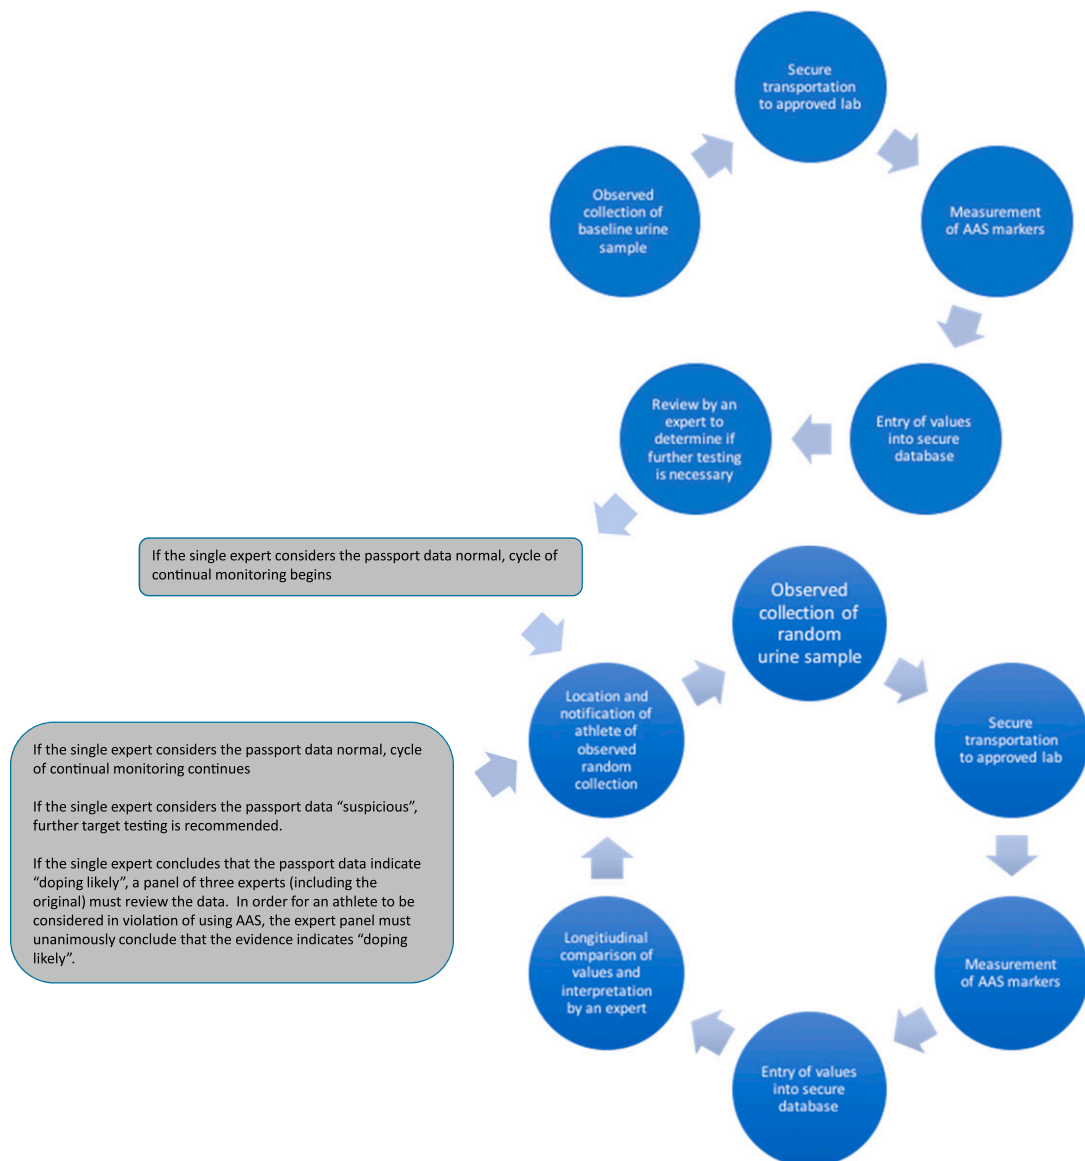 Secure
transportation
to approved lab
Observed
collection of
baseline urine
sample
Measurement
of AAS markers
Review by an
expert to
determine if
further testing
is necessary
Entry of values
into secure
database
If the single expert considers the passport data normal, cycle of
continual monitoring begins
Observed
collection of
random
urine sample
Location and
notification of
athlete of
observed
random
collection
Secure
transportation
to approved lab
If the single expert considers the passport data normal, cycle
of continual monitoring continues
If the single expert considers the passport data “suspicious”,
further target testing is recommended.
If the single expert concludes that the passport data indicate
“doping likely”, a panel of three experts (including the
original) must review the data.  In order for an athlete to be
considered in violation of using AAS, the expert panel must
unanimously conclude that the evidence indicates “doping
likely”.
Longitiudinal
comparison of
values and
interpretation
by an expert
Measurement
of AAS markers
Entry of values
into secure
database